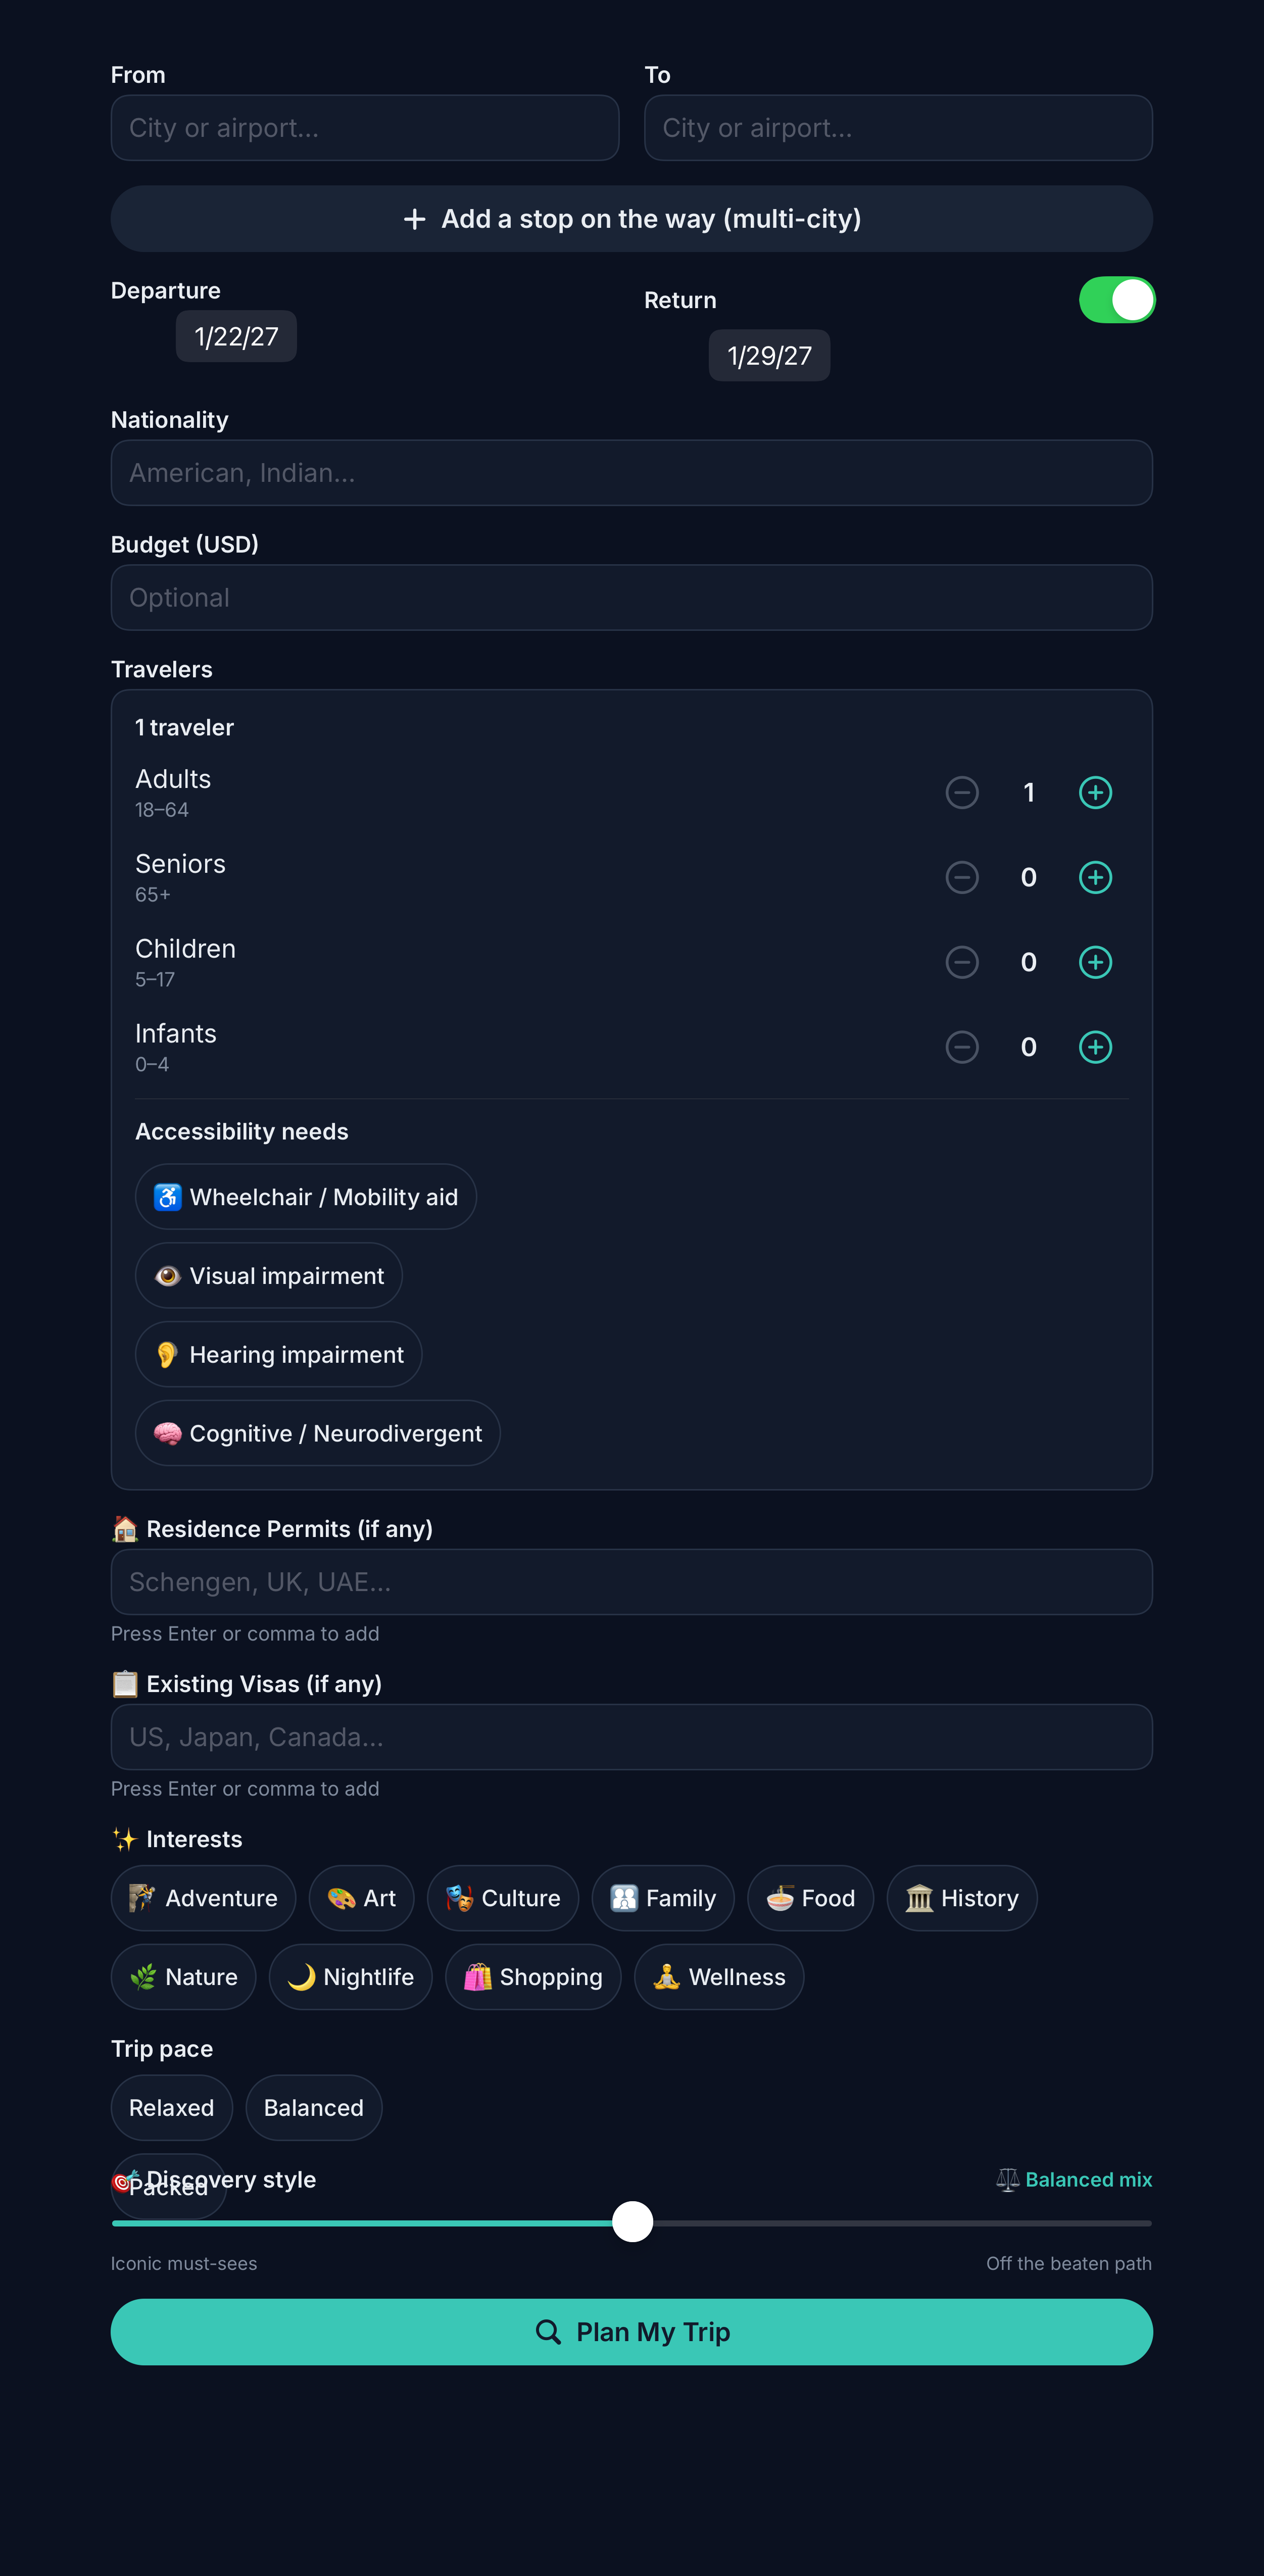 From To
City or airport... City or airport...
+ Add a stop on the way (multi-city)
Departure Return
1/22/27 1/29/27
Nationality
American, Indian...
Budget (USD)
Optional
Travelers
1 traveler
Adults 1
18–64
Seniors 0
65+
Children 0
5–17
Infants 0
0–4
Accessibility needs
Wheelchair / Mobility aid
Visual impairment
Hearing impairment
Cognitive / Neurodivergent
Residence Permits (if any)
Schengen, UK, UAE...
Press Enter or comma to add
Existing Visas (if any)
US, Japan, Canada...
Press Enter or comma to add
Interests
Adventure Art Culture Family Food History
Nature Nightlife Shopping Wellness
Trip pace
Relaxed Balanced
Packed
Discovery style Balanced mix
Iconic must-sees Off the beaten path
Plan My Trip